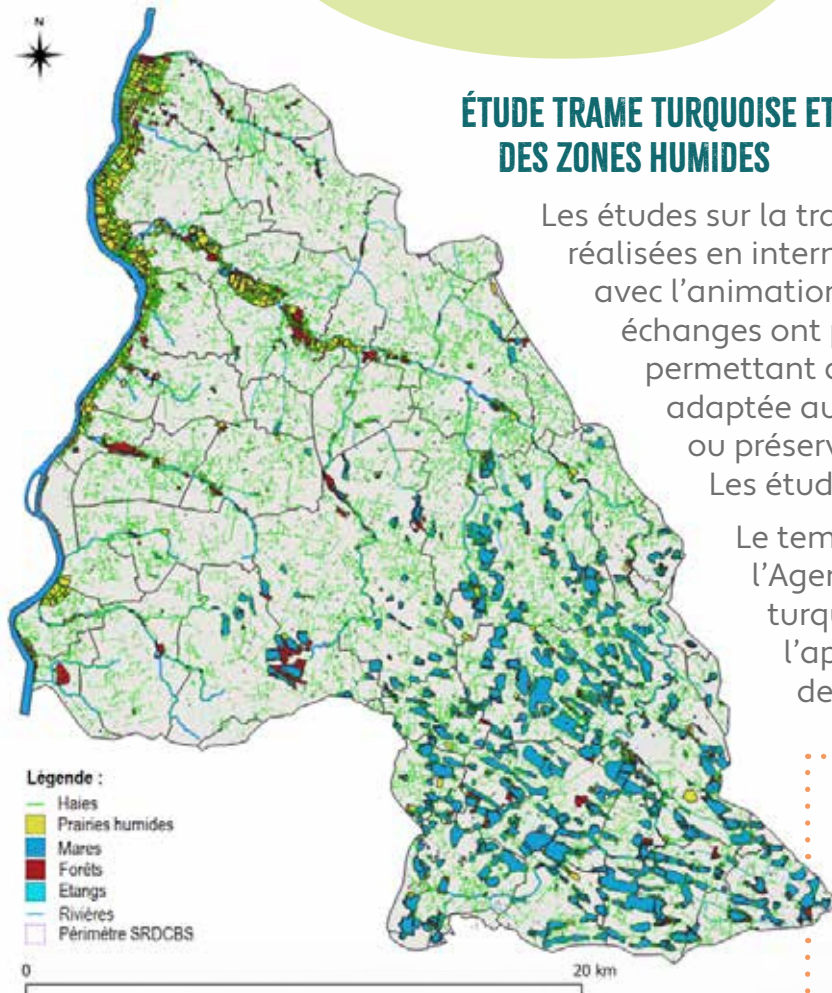 N
ÉTUDE TRAME TURQUOISE ET
DES ZONES HUMIDES
Les études sur la tra
réalisées en intern
avec l'animation
échanges ont p
permettant d
adaptée au
ou préserv
Les étud
Le tem
l'Agen
turqu
l'ap
de
Légende :
Haies
Prairies humides
Mares
Forêts
Etangs
Rivières
Périmètre SRDCBS
0 20 km